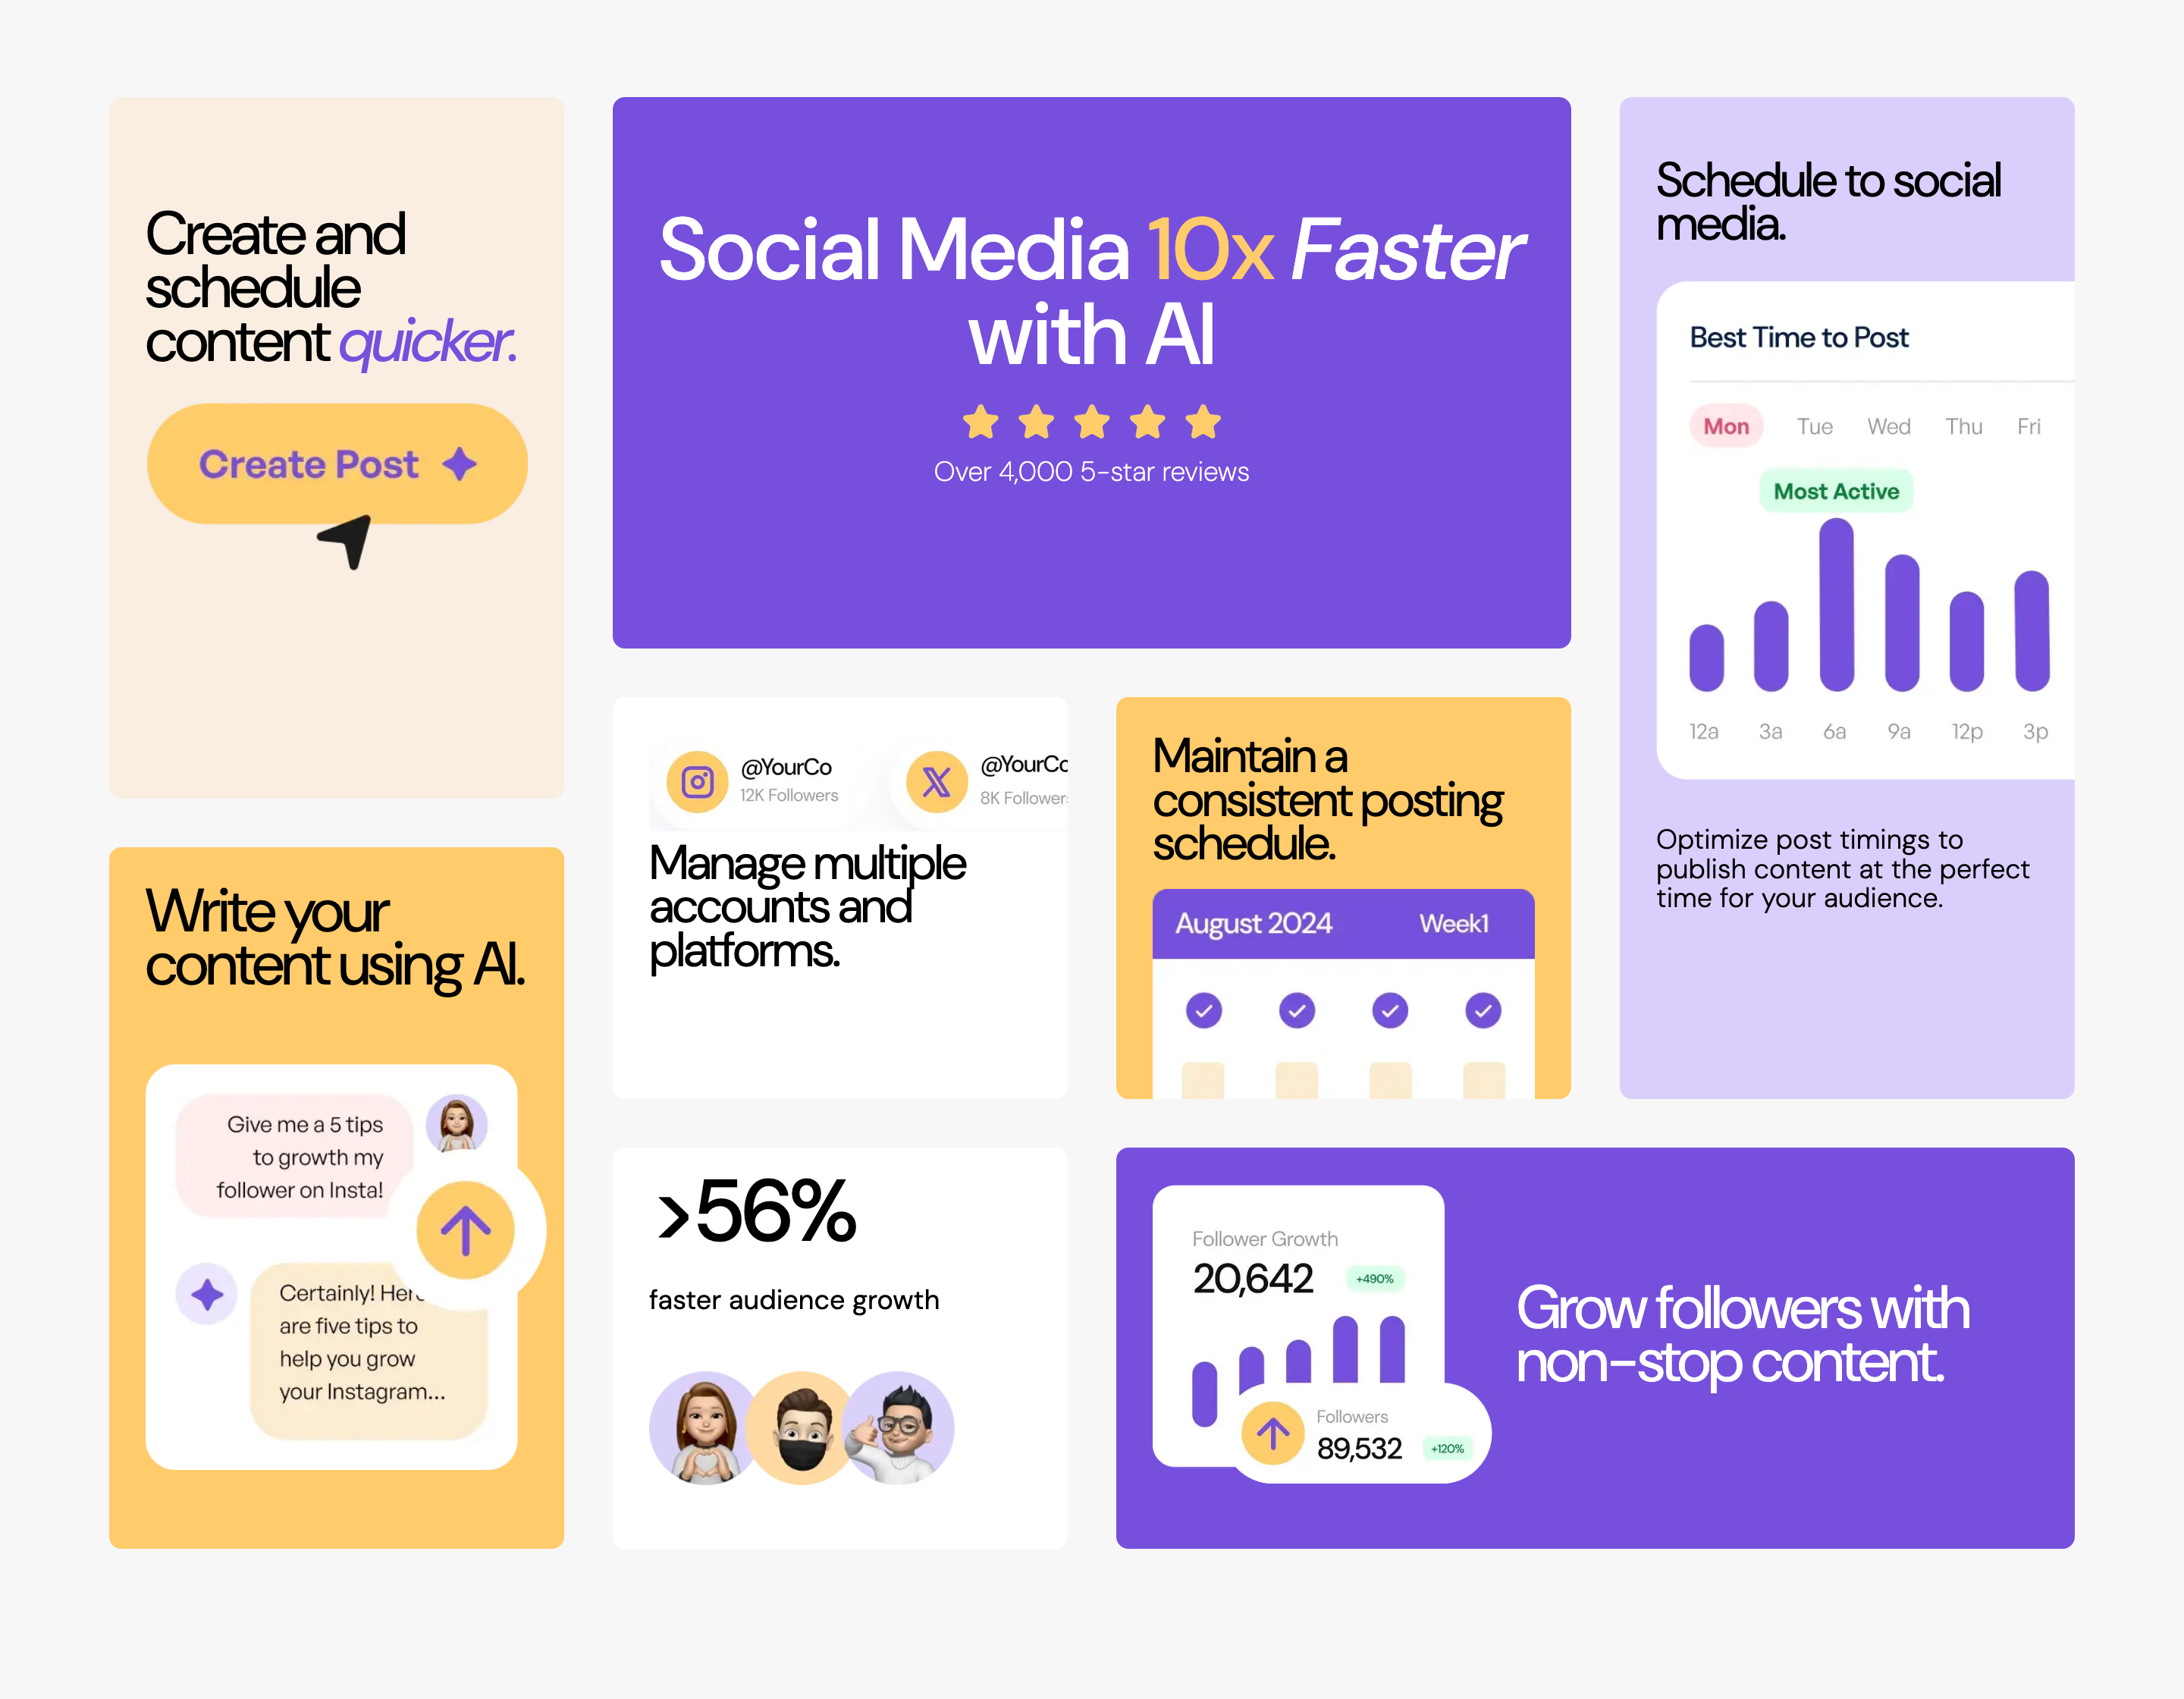 Create and
schedule
content quicker.
Create Post
Social Media 10x Faster
with AI
Over 4,000 5-star reviews
Schedule to social
media.
Best Time to Post
Mon Tue Wed Thu Fri
Most Active
12a 3a 6a 9a 12p 3p
Optimize post timings to
publish content at the perfect
time for your audience.
Write your
content using AI.
Give me a 5 tips
to growth my
follower on Insta!
Certainly! Here
are five tips to
help you grow
your Instagram...
@YourCo
12K Followers
@YourCo
8K Followers
Manage multiple
accounts and
platforms.
Maintain a
consistent posting
schedule.
August 2024 Week1
>56%
faster audience growth
Follower Growth
20,642 +490%
Followers
89,532 +120%
Grow followers with
non-stop content.